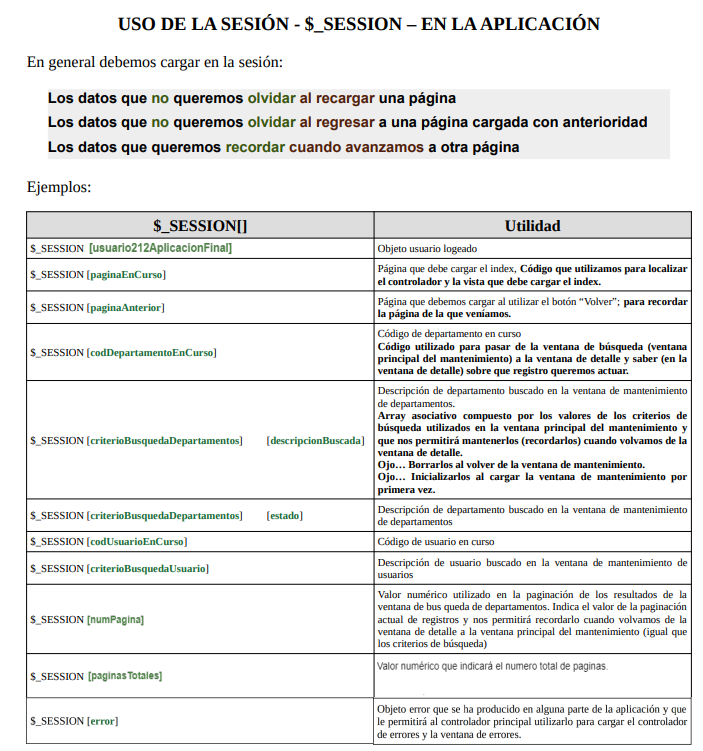 USO DE LA SESIÓN - $_SESSION – EN LA APLICACIÓN
En general debemos cargar en la sesión:
Los datos que no queremos olvidar al recargar una página
Los datos que no queremos olvidar al regresar a una página cargada con anterioridad
Los datos que queremos recordar cuando avanzamos a otra página
Ejemplos:
$_SESSION[] Utilidad
$_SESSION [usuario212AplicacionFinal] Objeto usuario logeado
$_SESSION [paginaEnCurso] Página que debe cargar el index, Código que utilizamos para localizar
el controlador y la vista que debe cargar el index.
$_SESSION [paginaAnterior] Página que debemos cargar al utilizar el botón “Volver”; para recordar
la página de la que veníamos.
$_SESSION [codDepartamentoEnCurso] Código de departamento en curso
Código utilizado para pasar de la ventana de búsqueda (ventana
principal del mantenimiento) a la ventana de detalle y saber (en la
ventana de detalle) sobre que registro queremos actuar.
$_SESSION [criterioBusquedaDepartamentos] [descripcionBuscada] Descripción de departamento buscado en la ventana de mantenimiento
de departamentos.
Array asociativo compuesto por los valores de los criterios de
búsqueda utilizados en la ventana principal del mantenimiento y
que nos permitirá mantenerlos (recordarlos) cuando volvamos de la
ventana de detalle.
Ojo… Borrarlos al volver de la ventana de mantenimiento.
Ojo… Inicializarlos al cargar la ventana de mantenimiento por
primera vez.
$_SESSION [criterioBusquedaDepartamentos] [estado] Descripción de departamento buscado en la ventana de mantenimiento
de departamentos
$_SESSION [codUsuarioEnCurso] Código de usuario en curso
$_SESSION [criterioBusquedaUsuario] Descripción de usuario buscado en la ventana de mantenimiento de
usuarios
$_SESSION [numPagina] Valor numérico utilizado en la paginación de los resultados de la
ventana de bus queda de departamentos. Indica el valor de la paginación
actual de registros y nos permitirá recordarlo cuando volvamos de la
ventana de detalle a la ventana principal del mantenimiento (igual que
los criterios de búsqueda)
$_SESSION [paginasTotales] Valor numérico que indicará el numero total de paginas.
$_SESSION [error] Objeto error que se ha producido en alguna parte de la aplicación y que
le permitirá al controlador principal utilizarlo para cargar el controlador
de errores y la ventana de errores.